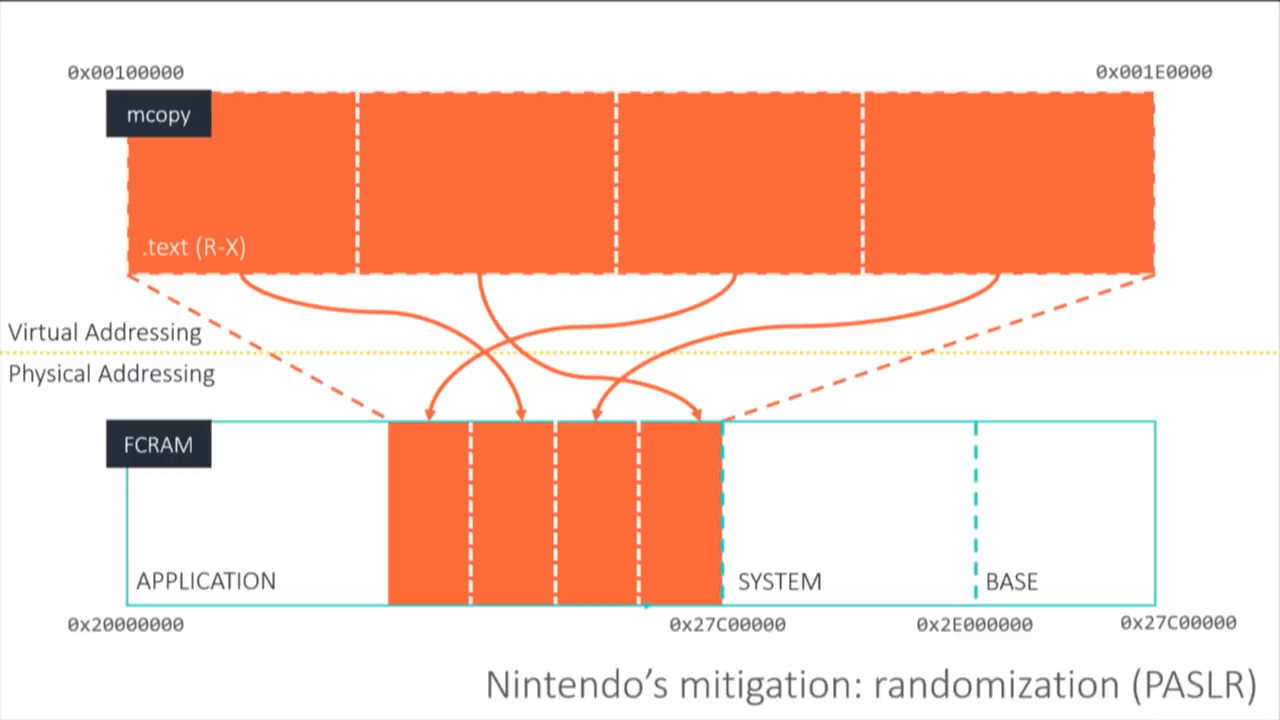 0x00100000
0x001E0000
mcopy
.text (R-X)
Virtual Addressing
Physical Addressing
FCRAM
APPLICATION
SYSTEM
BASE
0x20000000
0x27C00000
0x2E000000
0x27C00000
Nintendo's mitigation: randomization (PASLR)